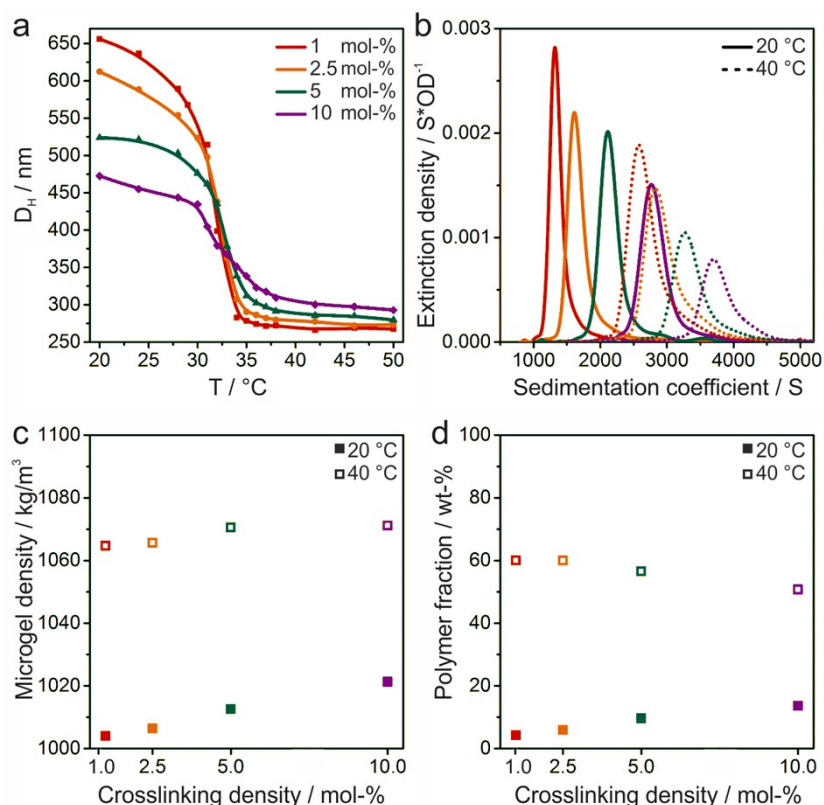 a
650
600
550
500
450
400
350
300
250
D_H / nm
1 mol-%
2.5 mol-%
5 mol-%
10 mol-%
20 25 30 35 40 45 50
T / °C
b
0.003
0.002
0.001
0.000
Extinction density / S*OD⁻¹
20 °C
40 °C
1000 2000 3000 4000 5000
Sedimentation coefficient / S
c
1100
1080
1060
1040
1020
1000
Microgel density / kg/m³
20 °C
40 °C
1.0 2.5 5.0 10.0
Crosslinking density / mol-%
d
100
80
60
40
20
0
Polymer fraction / wt-%
20 °C
40 °C
1.0 2.5 5.0 10.0
Crosslinking density / mol-%